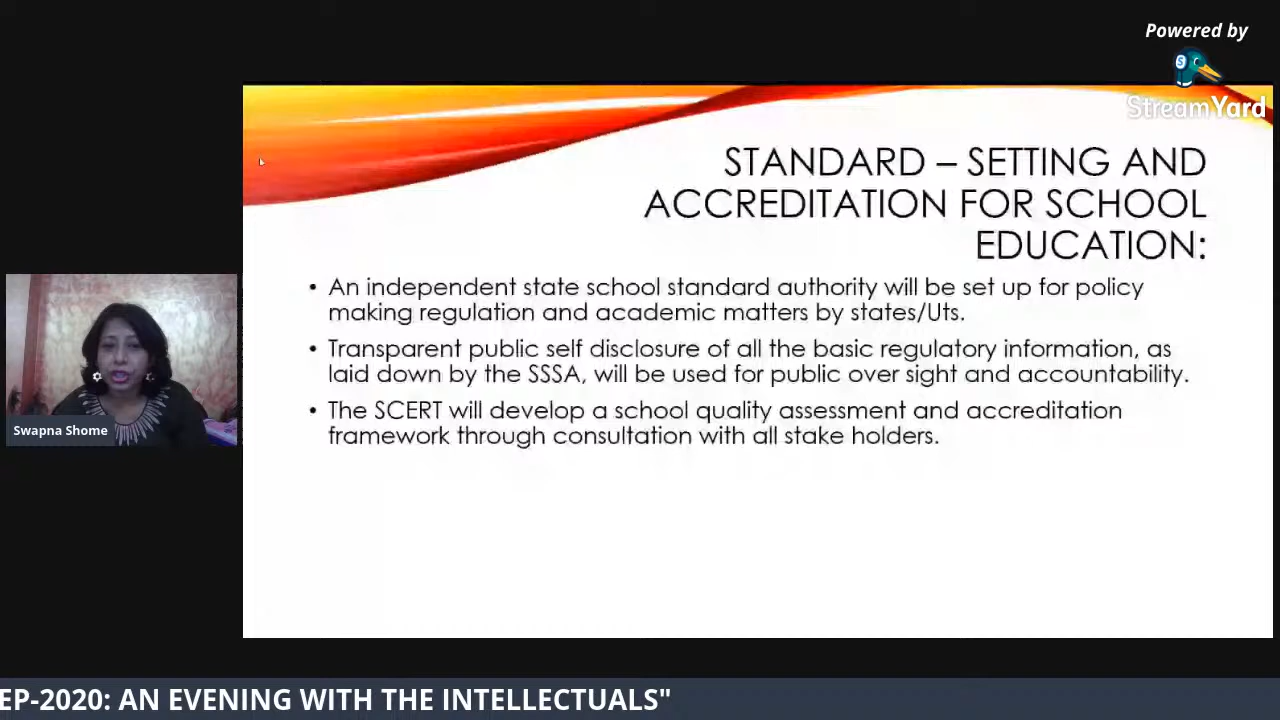 Powered by
StreamYard
STANDARD – SETTING AND
ACCREDITATION FOR SCHOOL
EDUCATION:
• An independent state school standard authority will be set up for policy
making regulation and academic matters by states/Uts.
• Transparent public self disclosure of all the basic regulatory information, as
laid down by the SSSA, will be used for public over sight and accountability.
• The SCERT will develop a school quality assessment and accreditation
framework through consultation with all stake holders.
Swapna Shome
EP-2020: AN EVENING WITH THE INTELLECTUALS"